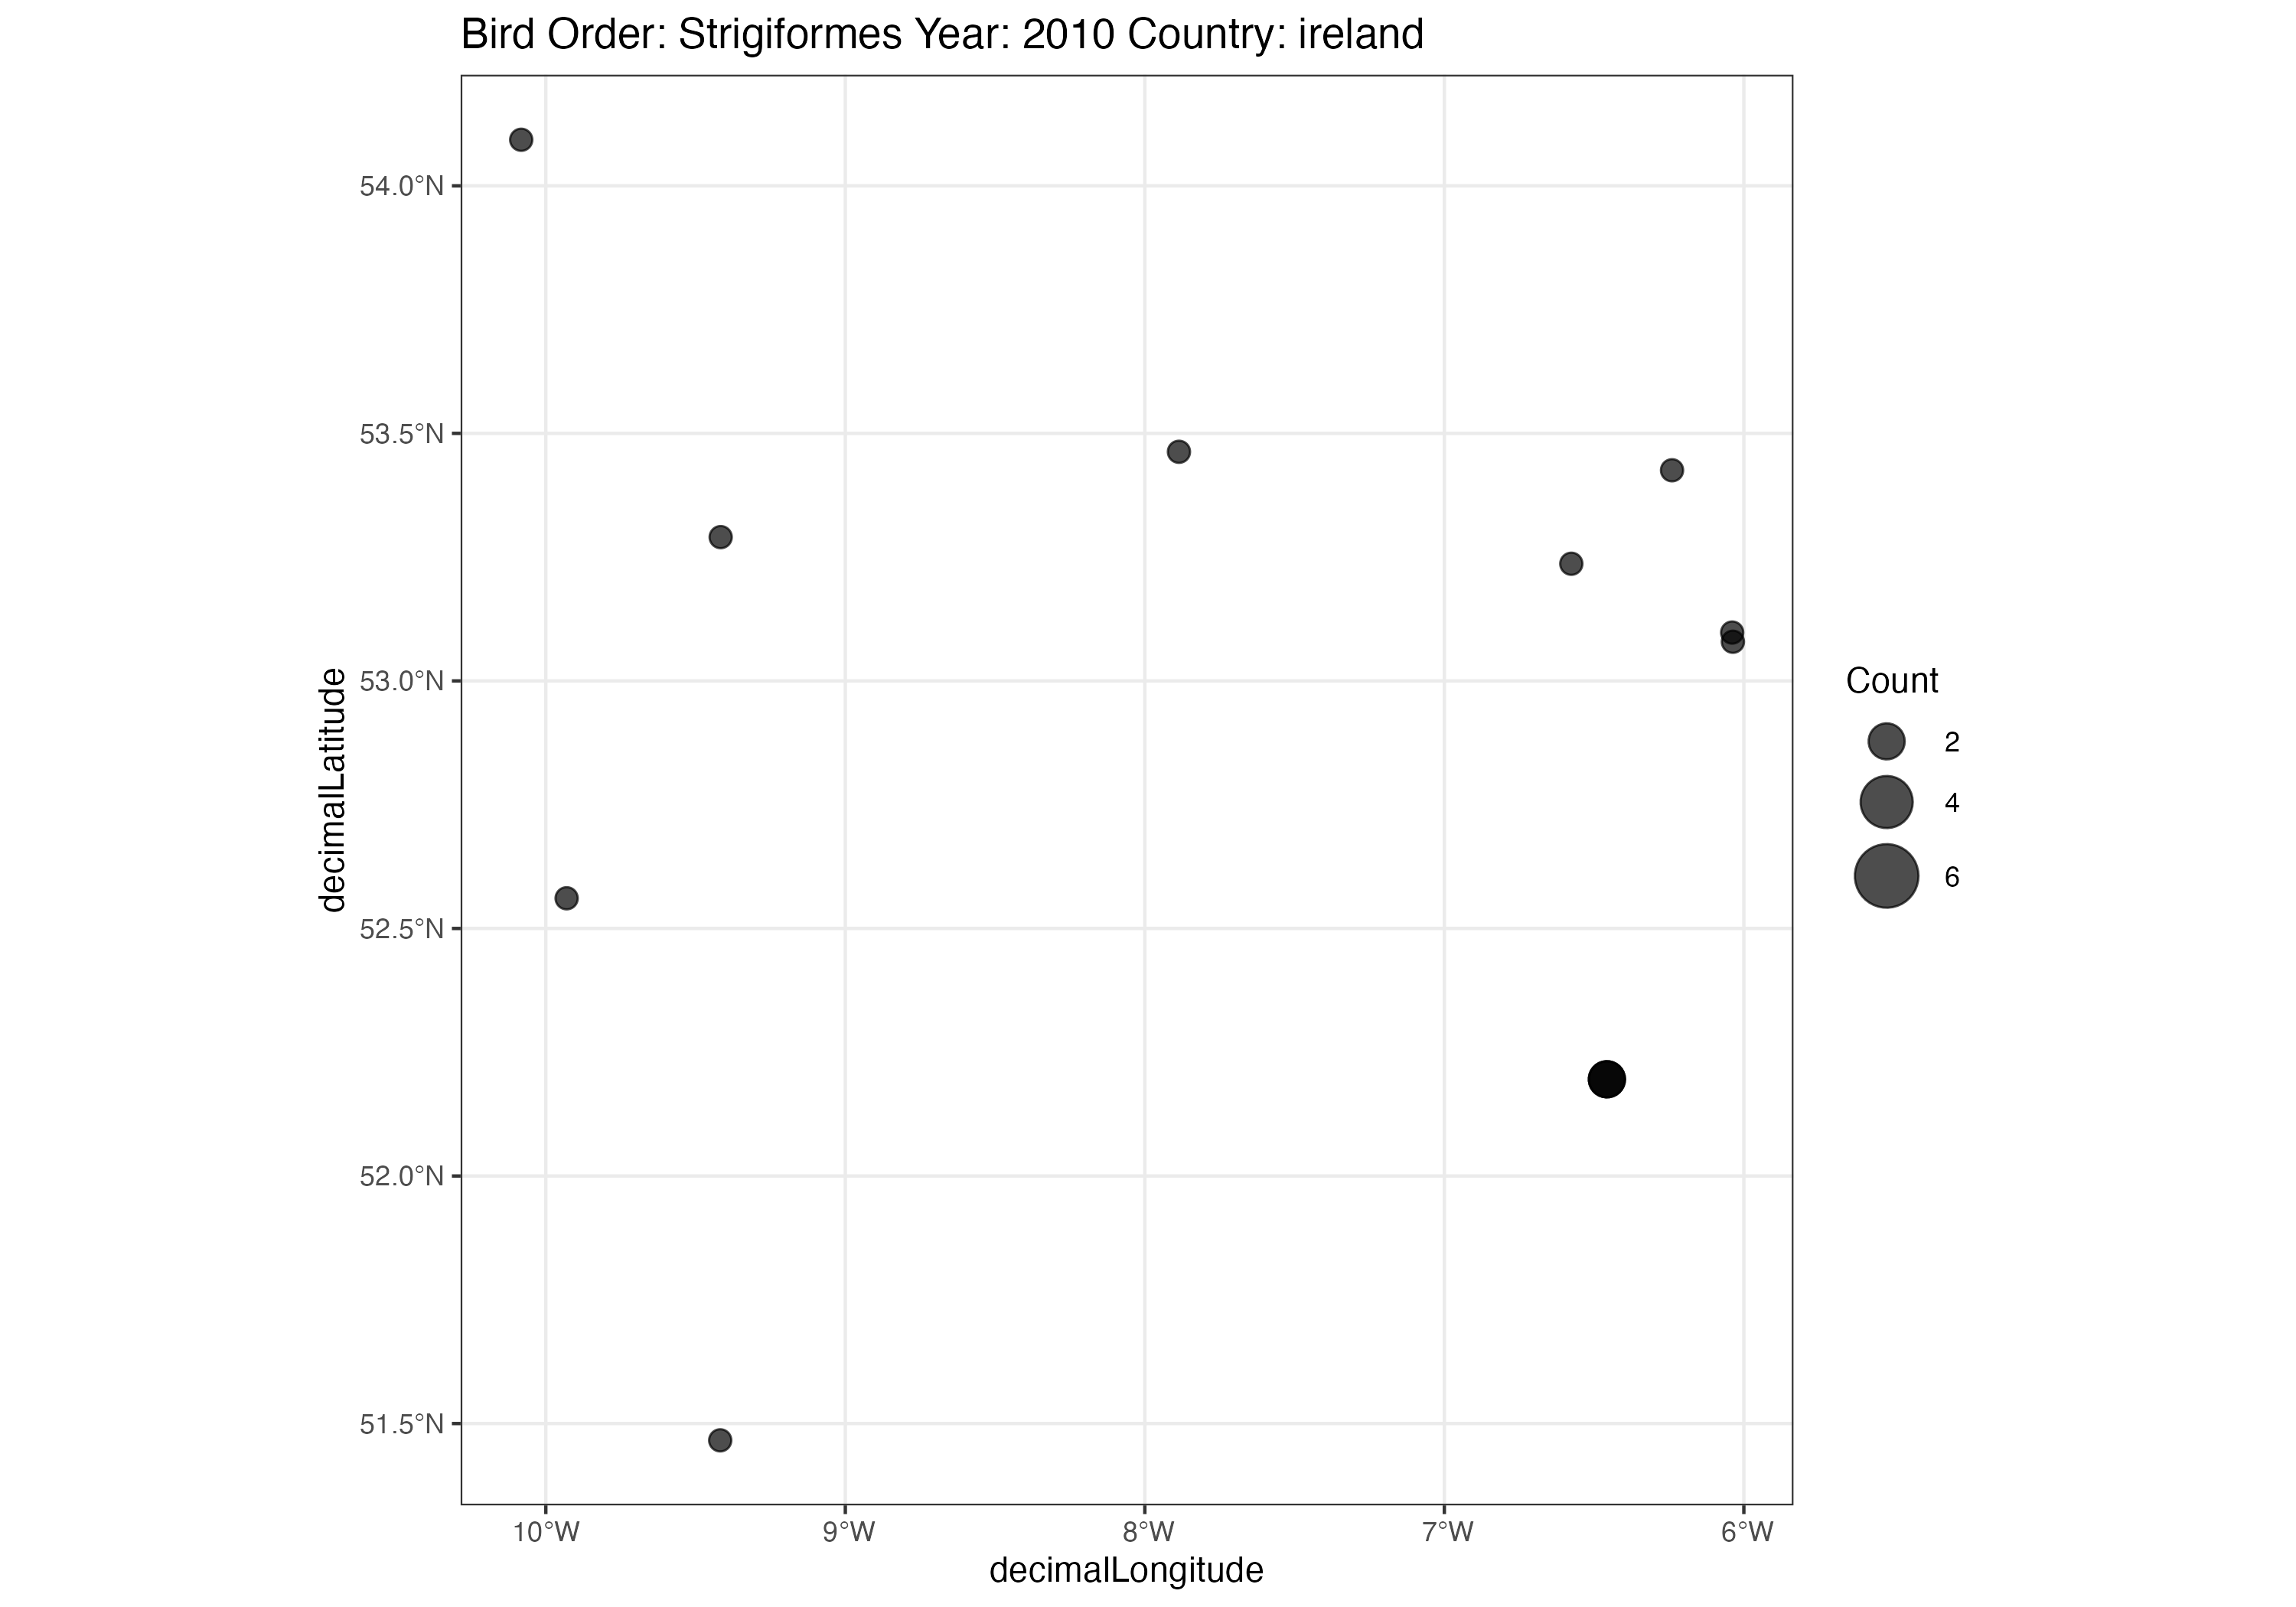 Bird Order: Strigiformes Year: 2010 Country: ireland
54.0°N
53.5°N
53.0°N
52.5°N
52.0°N
51.5°N
decimalLatitude
10°W
9°W
8°W
7°W
6°W
decimalLongitude
Count
2
4
6